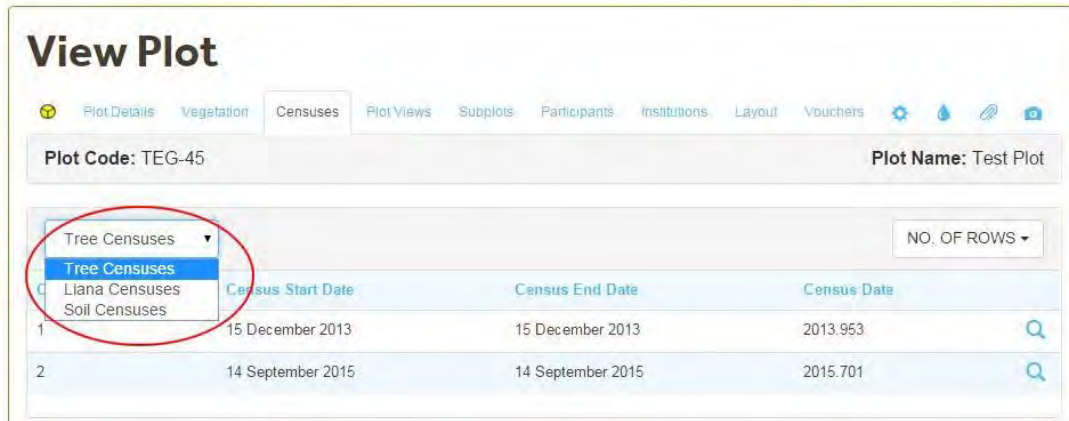 View Plot
Plot Details Vegetation Censuses Plot Views Subplots Participants Institutions Layout Vouchers
Plot Code: TEG-45 Plot Name: Test Plot
Tree Censuses NO. OF ROWS
Tree Censuses
Liana Censuses
Soil Censuses
C Census Start Date Census End Date Census Date
1 15 December 2013 15 December 2013 2013.953
2 14 September 2015 14 September 2015 2015.701